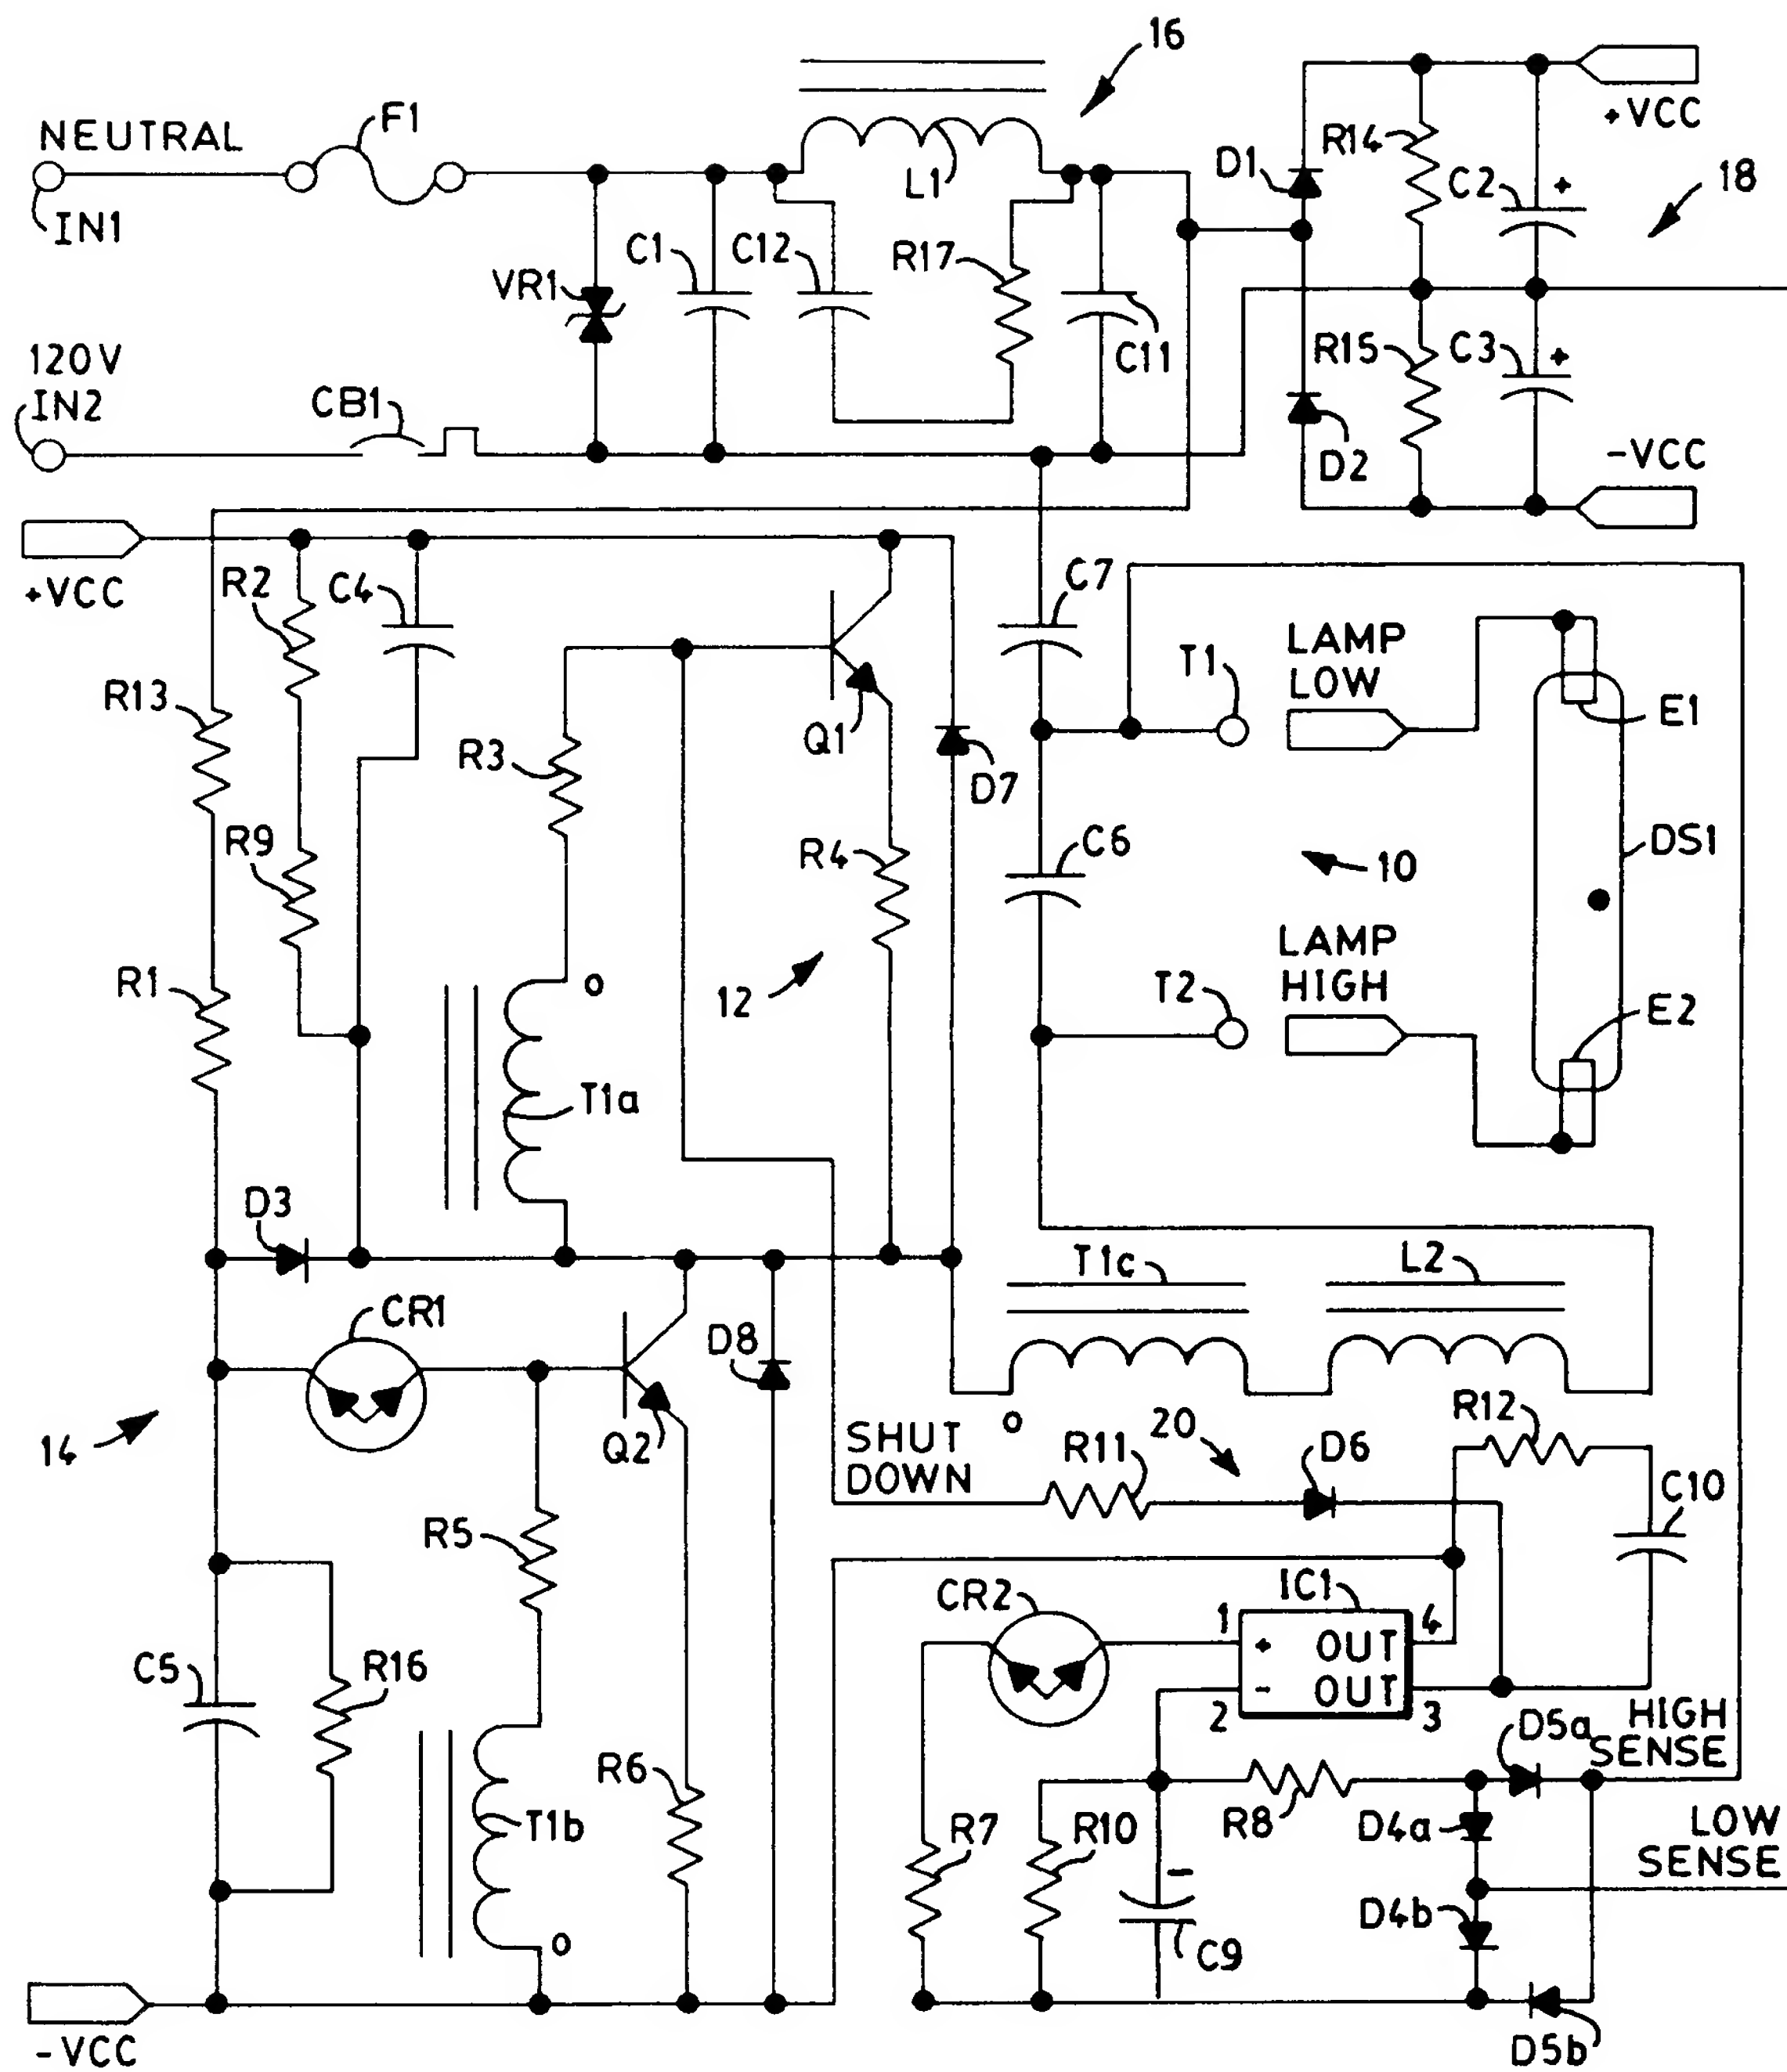 16
NEUTRAL
F1
IN1
L1
D1
R14
C2
+
+VCC
18
VR1
C1
C12
R17
C11
120V
IN2
CB1
R15
C3
+
D2
-VCC
+VCC
R2
C4
C7
T1
LAMP
LOW
E1
R13
R3
Q1
D7
R9
R4
C6
10
DS1
LAMP
HIGH
R1
12
T2
E2
o
T1a
D3
T1c
L2
CR1
D8
14
Q2
o
SHUT
DOWN
R11
20
D6
R12
C10
R5
CR2
IC1
1
+
OUT
4
2
-
OUT
3
C5
R16
D5a
HIGH
SENSE
R6
T1b
R7
R10
R8
D4a
LOW
SENSE
-
D4b
C9
o
-VCC
D5b